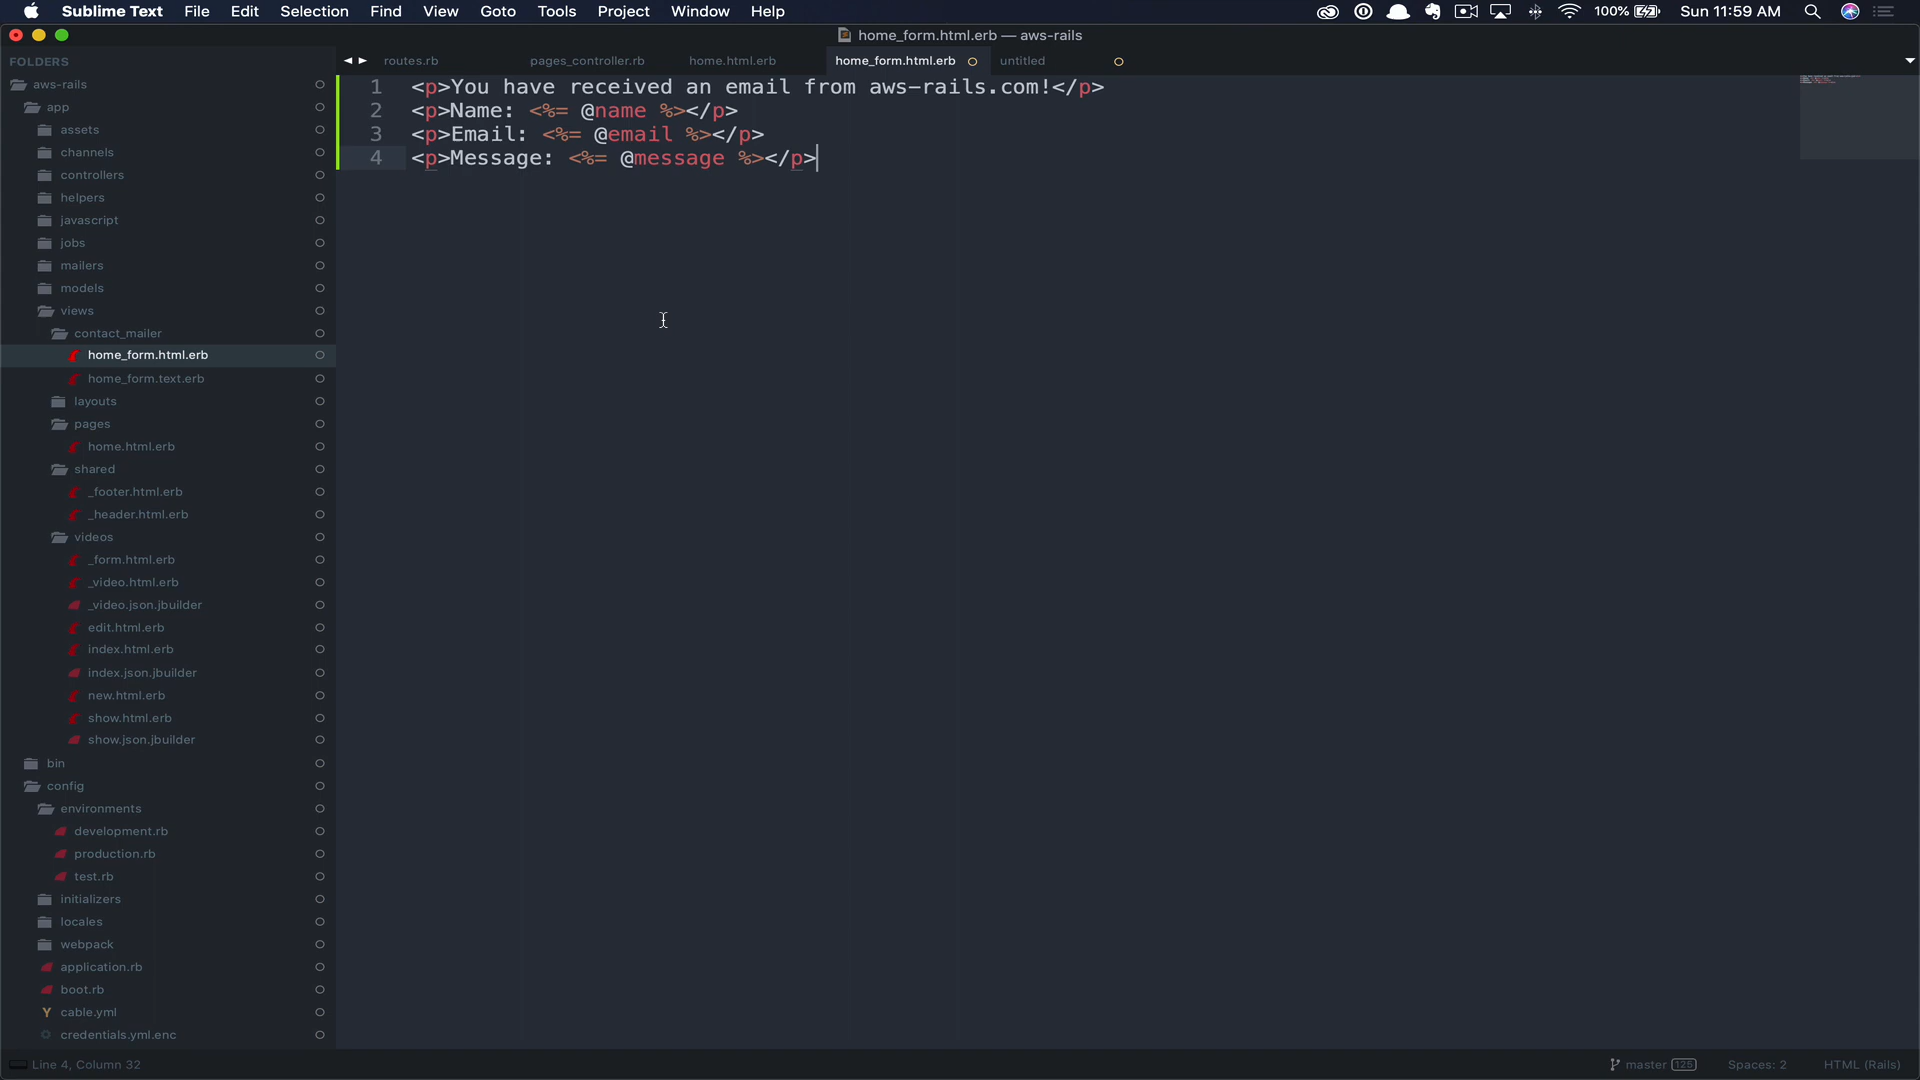 Sublime Text File Edit Selection Find View Goto Tools Project Window Help 100% Sun 11:59 AM
home_form.html.erb — aws-rails
FOLDERS
routes.rb pages_controller.rb home.html.erb home_form.html.erb untitled
aws-rails
app
assets
channels
controllers
helpers
javascript
jobs
mailers
models
views
contact_mailer
home_form.html.erb
home_form.text.erb
layouts
pages
home.html.erb
shared
_footer.html.erb
_header.html.erb
videos
_form.html.erb
_video.html.erb
_video.json.jbuilder
edit.html.erb
index.html.erb
index.json.jbuilder
new.html.erb
show.html.erb
show.json.jbuilder
bin
config
environments
development.rb
production.rb
test.rb
initializers
locales
webpack
application.rb
boot.rb
cable.yml
credentials.yml.enc
1 <p>You have received an email from aws-rails.com!</p>
2 <p>Name: <%= @name %></p>
3 <p>Email: <%= @email %></p>
4 <p>Message: <%= @message %></p>
Line 4, Column 32 master 125 Spaces: 2 HTML (Rails)